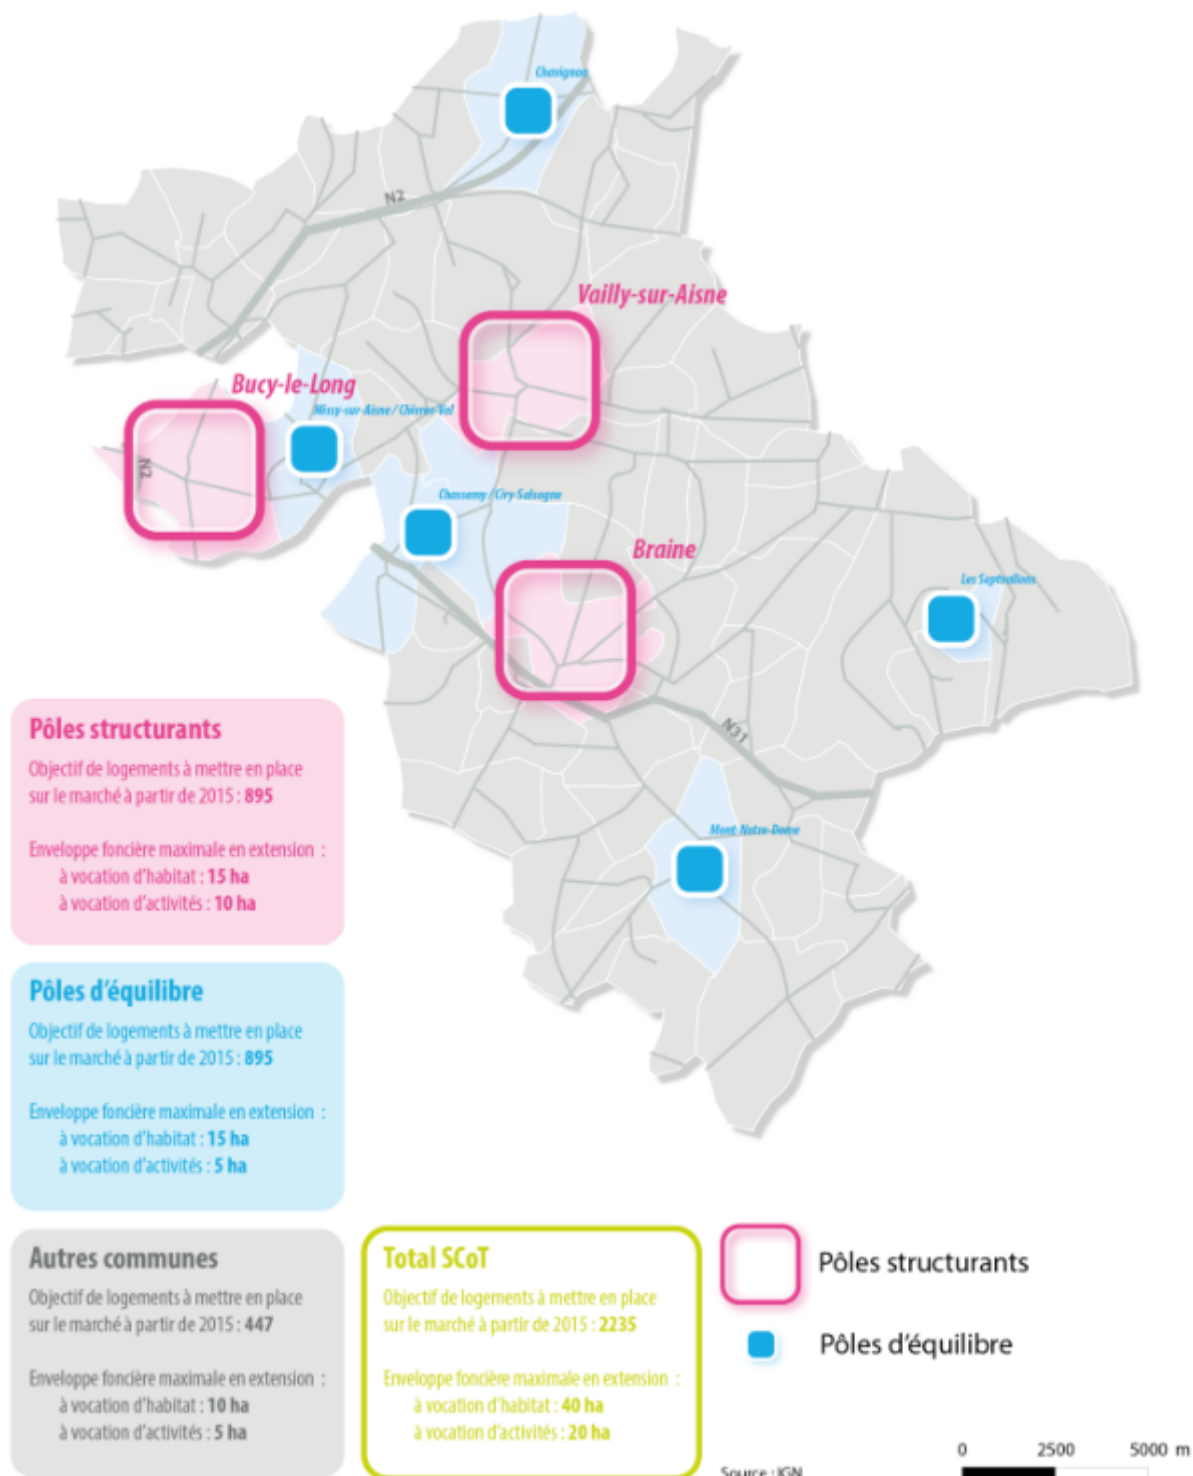 Chavignon
N2
Vailly-sur-Aisne
Bucy-le-Long
Missy-sur-Aisne / Chivres-Val
N2
Chassemy / Ciry-Salsogne
Braine
Les Septvallons
N31
Mont-Notre-Dame
Pôles structurants
Objectif de logements à mettre en place
sur le marché à partir de 2015 : 895
Enveloppe foncière maximale en extension :
à vocation d'habitat : 15 ha
à vocation d'activités : 10 ha
Pôles d'équilibre
Objectif de logements à mettre en place
sur le marché à partir de 2015 : 895
Enveloppe foncière maximale en extension :
à vocation d'habitat : 15 ha
à vocation d'activités : 5 ha
Autres communes
Objectif de logements à mettre en place
sur le marché à partir de 2015 : 447
Enveloppe foncière maximale en extension :
à vocation d'habitat : 10 ha
à vocation d'activités : 5 ha
Total SCoT
Objectif de logements à mettre en place
sur le marché à partir de 2015 : 2235
Enveloppe foncière maximale en extension :
à vocation d'habitat : 40 ha
à vocation d'activités : 20 ha
Pôles structurants
Pôles d'équilibre
0 2500 5000 m
Source : IGN